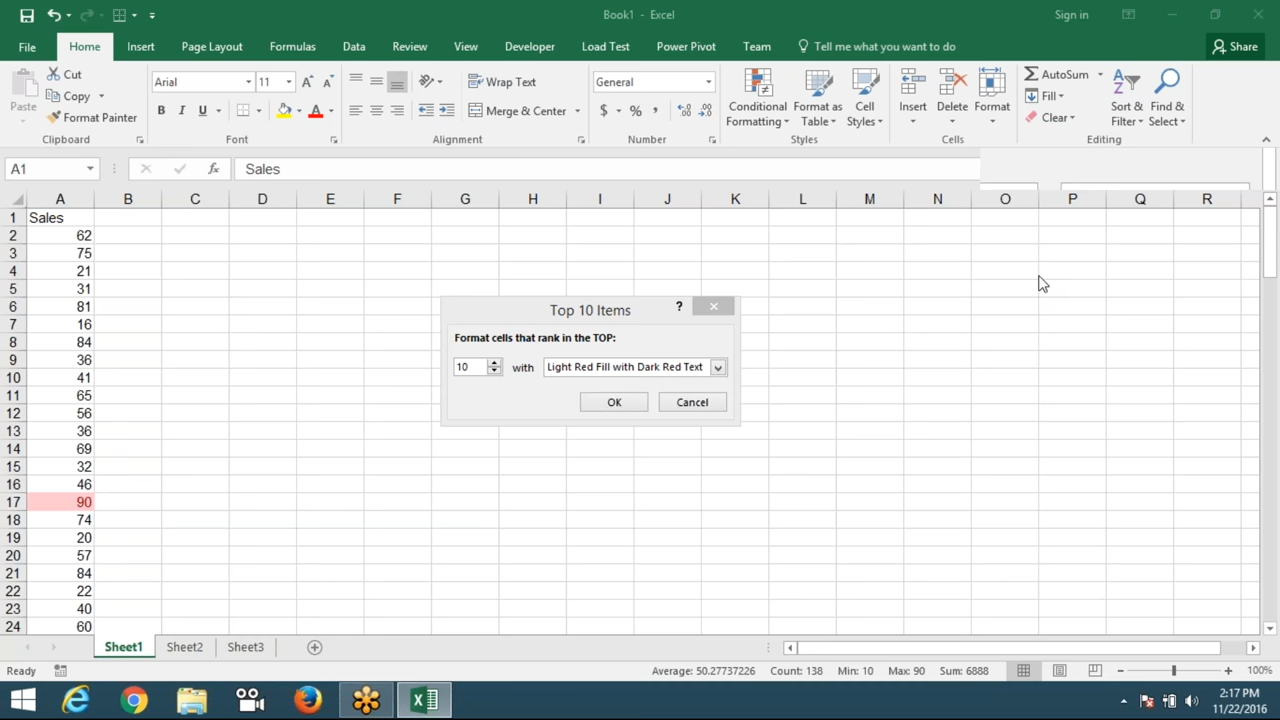 Book1 - Excel
Sign in
File Home Insert Page Layout Formulas Data Review View Developer Load Test Power Pivot Team Tell me what you want to do Share
Paste
Cut
Copy
Format Painter
Clipboard
Arial 11
B I U
Font
Wrap Text
Merge & Center
Alignment
General
$ % ,
Number
Conditional Formatting
Format as Table
Cell Styles
Styles
Insert Delete Format
Cells
AutoSum
Fill
Clear
Sort & Filter
Find & Select
Editing
A1 fx Sales
A B C D E F G H I J K L M N O P Q R
1 Sales
2 62
3 75
4 21
5 31
6 81
7 16
8 84
9 36
10 41
11 65
12 56
13 36
14 69
15 32
16 46
17 90
18 74
19 20
20 57
21 84
22 22
23 40
24 60
Top 10 Items ?
Format cells that rank in the TOP:
10 with Light Red Fill with Dark Red Text
OK Cancel
Sheet1 Sheet2 Sheet3
Ready Average: 50.27737226 Count: 138 Min: 10 Max: 90 Sum: 6888 100%
2:17 PM
11/22/2016